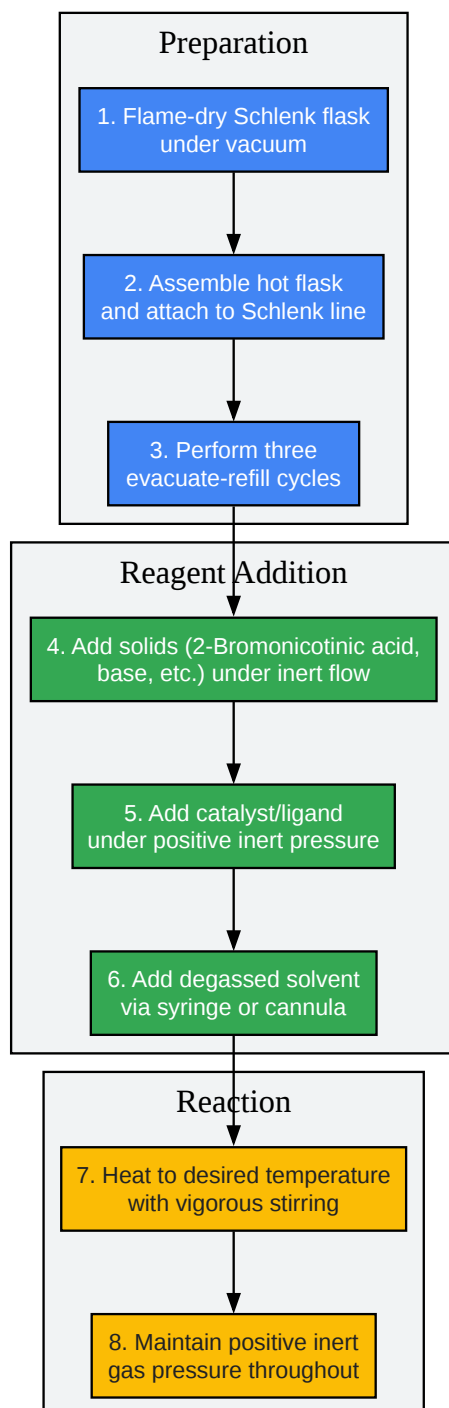 Preparation
1. Flame-dry Schlenk flask
under vacuum
2. Assemble hot flask
and attach to Schlenk line
3. Perform three
evacuate-refill cycles
Reagent Addition
4. Add solids (2-Bromonicotinic acid,
base, etc.) under inert flow
5. Add catalyst/ligand
under positive inert pressure
6. Add degassed solvent
via syringe or cannula
Reaction
7. Heat to desired temperature
with vigorous stirring
8. Maintain positive inert
gas pressure throughout